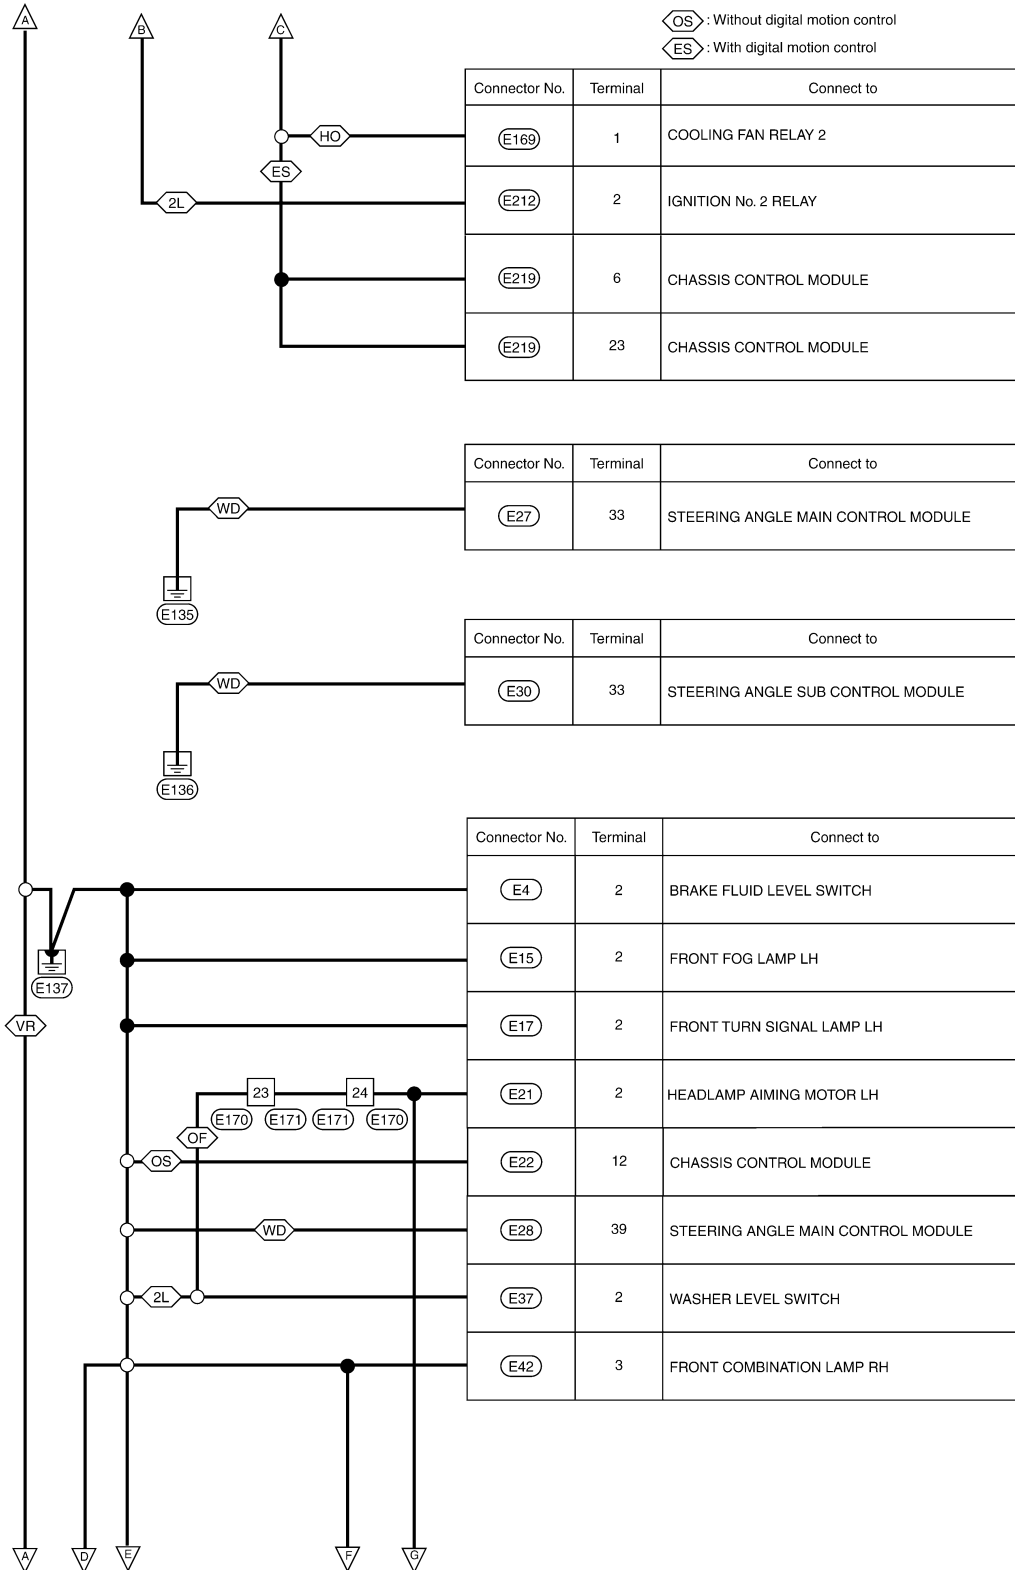 A
B
C
OS : Without digital motion control
ES : With digital motion control
Connector No. Terminal Connect to
HO E169 1 COOLING FAN RELAY 2
ES
2L E212 2 IGNITION No. 2 RELAY
E219 6 CHASSIS CONTROL MODULE
E219 23 CHASSIS CONTROL MODULE
Connector No. Terminal Connect to
WD E27 33 STEERING ANGLE MAIN CONTROL MODULE
E135
Connector No. Terminal Connect to
WD E30 33 STEERING ANGLE SUB CONTROL MODULE
E136
Connector No. Terminal Connect to
E4 2 BRAKE FLUID LEVEL SWITCH
E15 2 FRONT FOG LAMP LH
E137
VR E17 2 FRONT TURN SIGNAL LAMP LH
23 24 E21 2 HEADLAMP AIMING MOTOR LH
E170 E171 E171 E170
OF
OS E22 12 CHASSIS CONTROL MODULE
WD E28 39 STEERING ANGLE MAIN CONTROL MODULE
2L E37 2 WASHER LEVEL SWITCH
E42 3 FRONT COMBINATION LAMP RH
A D E F G